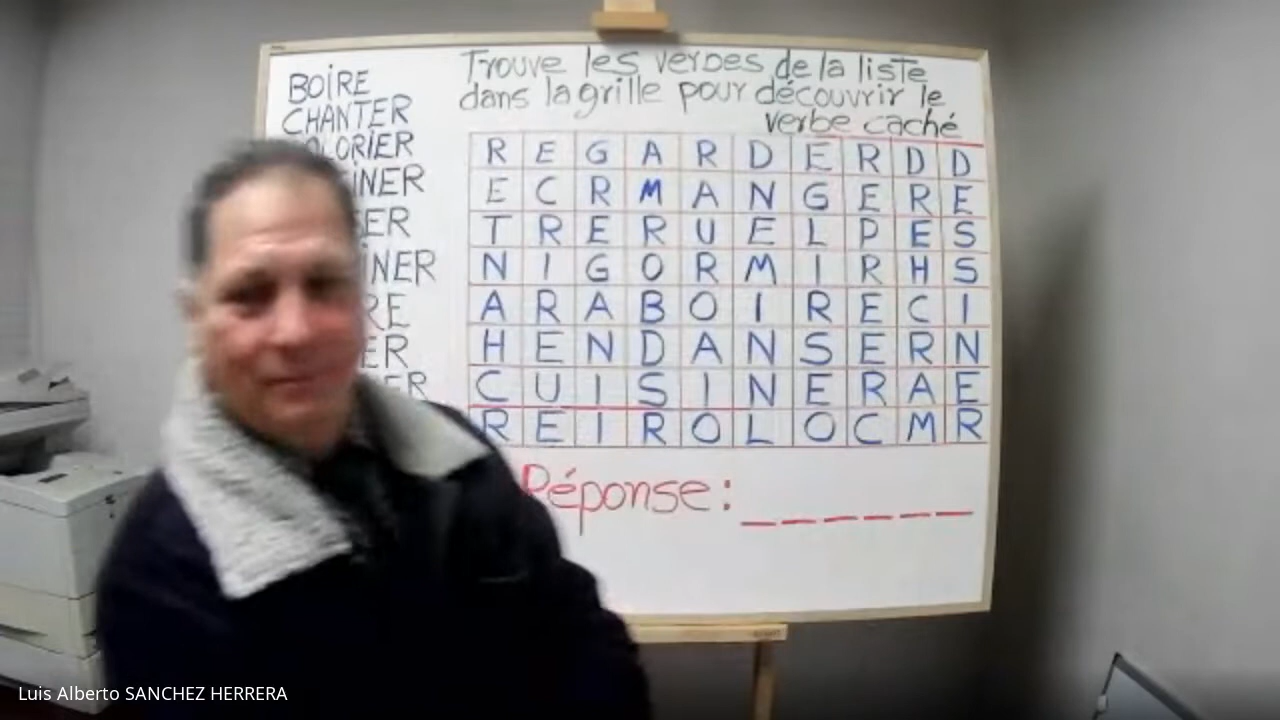 Trouve les verbes de la liste
dans la grille pour découvrir le
verbe caché
BOIRE
CHANTER
OLORIER
INER
SER
INER
RE
ER
ER
R E G A R D E R D D
E C R M A N G E R E
T R E R U E L P E S
N I G O R M I R H S
A R A B O I R E C I
H E N D A N S E R N
C U I S I N E R A E
R E I R O L O C M R
Réponse: _ _ _ _ _ _
Luis Alberto SANCHEZ HERRERA